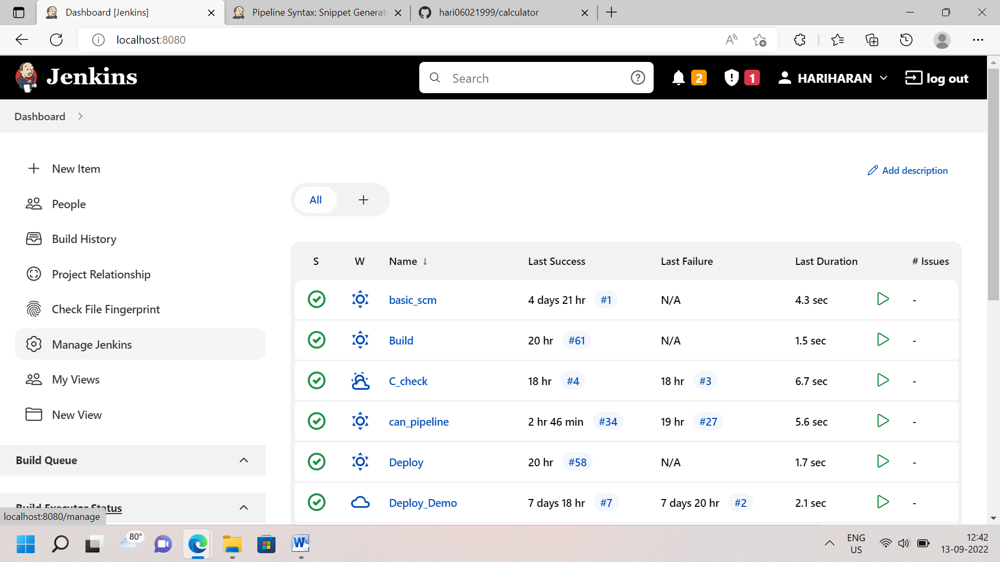 Dashboard [Jenkins]
Pipeline Syntax: Snippet Generat
hari06021999/calculator
localhost:8080
Jenkins
Search
2
1
HARIHARAN
log out
Dashboard
New Item
People
Build History
Project Relationship
Check File Fingerprint
Manage Jenkins
My Views
New View
Build Queue
Build Executor Status
localhost:8080/manage
Add description
All
S W Name ↓ Last Success Last Failure Last Duration # Issues
basic_scm 4 days 21 hr #1 N/A 4.3 sec -
Build 20 hr #61 N/A 1.5 sec -
C_check 18 hr #4 18 hr #3 6.7 sec -
can_pipeline 2 hr 46 min #34 19 hr #27 5.6 sec -
Deploy 20 hr #58 N/A 1.7 sec -
Deploy_Demo 7 days 18 hr #7 7 days 20 hr #2 2.1 sec -
80°
ENG
US
12:42
13-09-2022